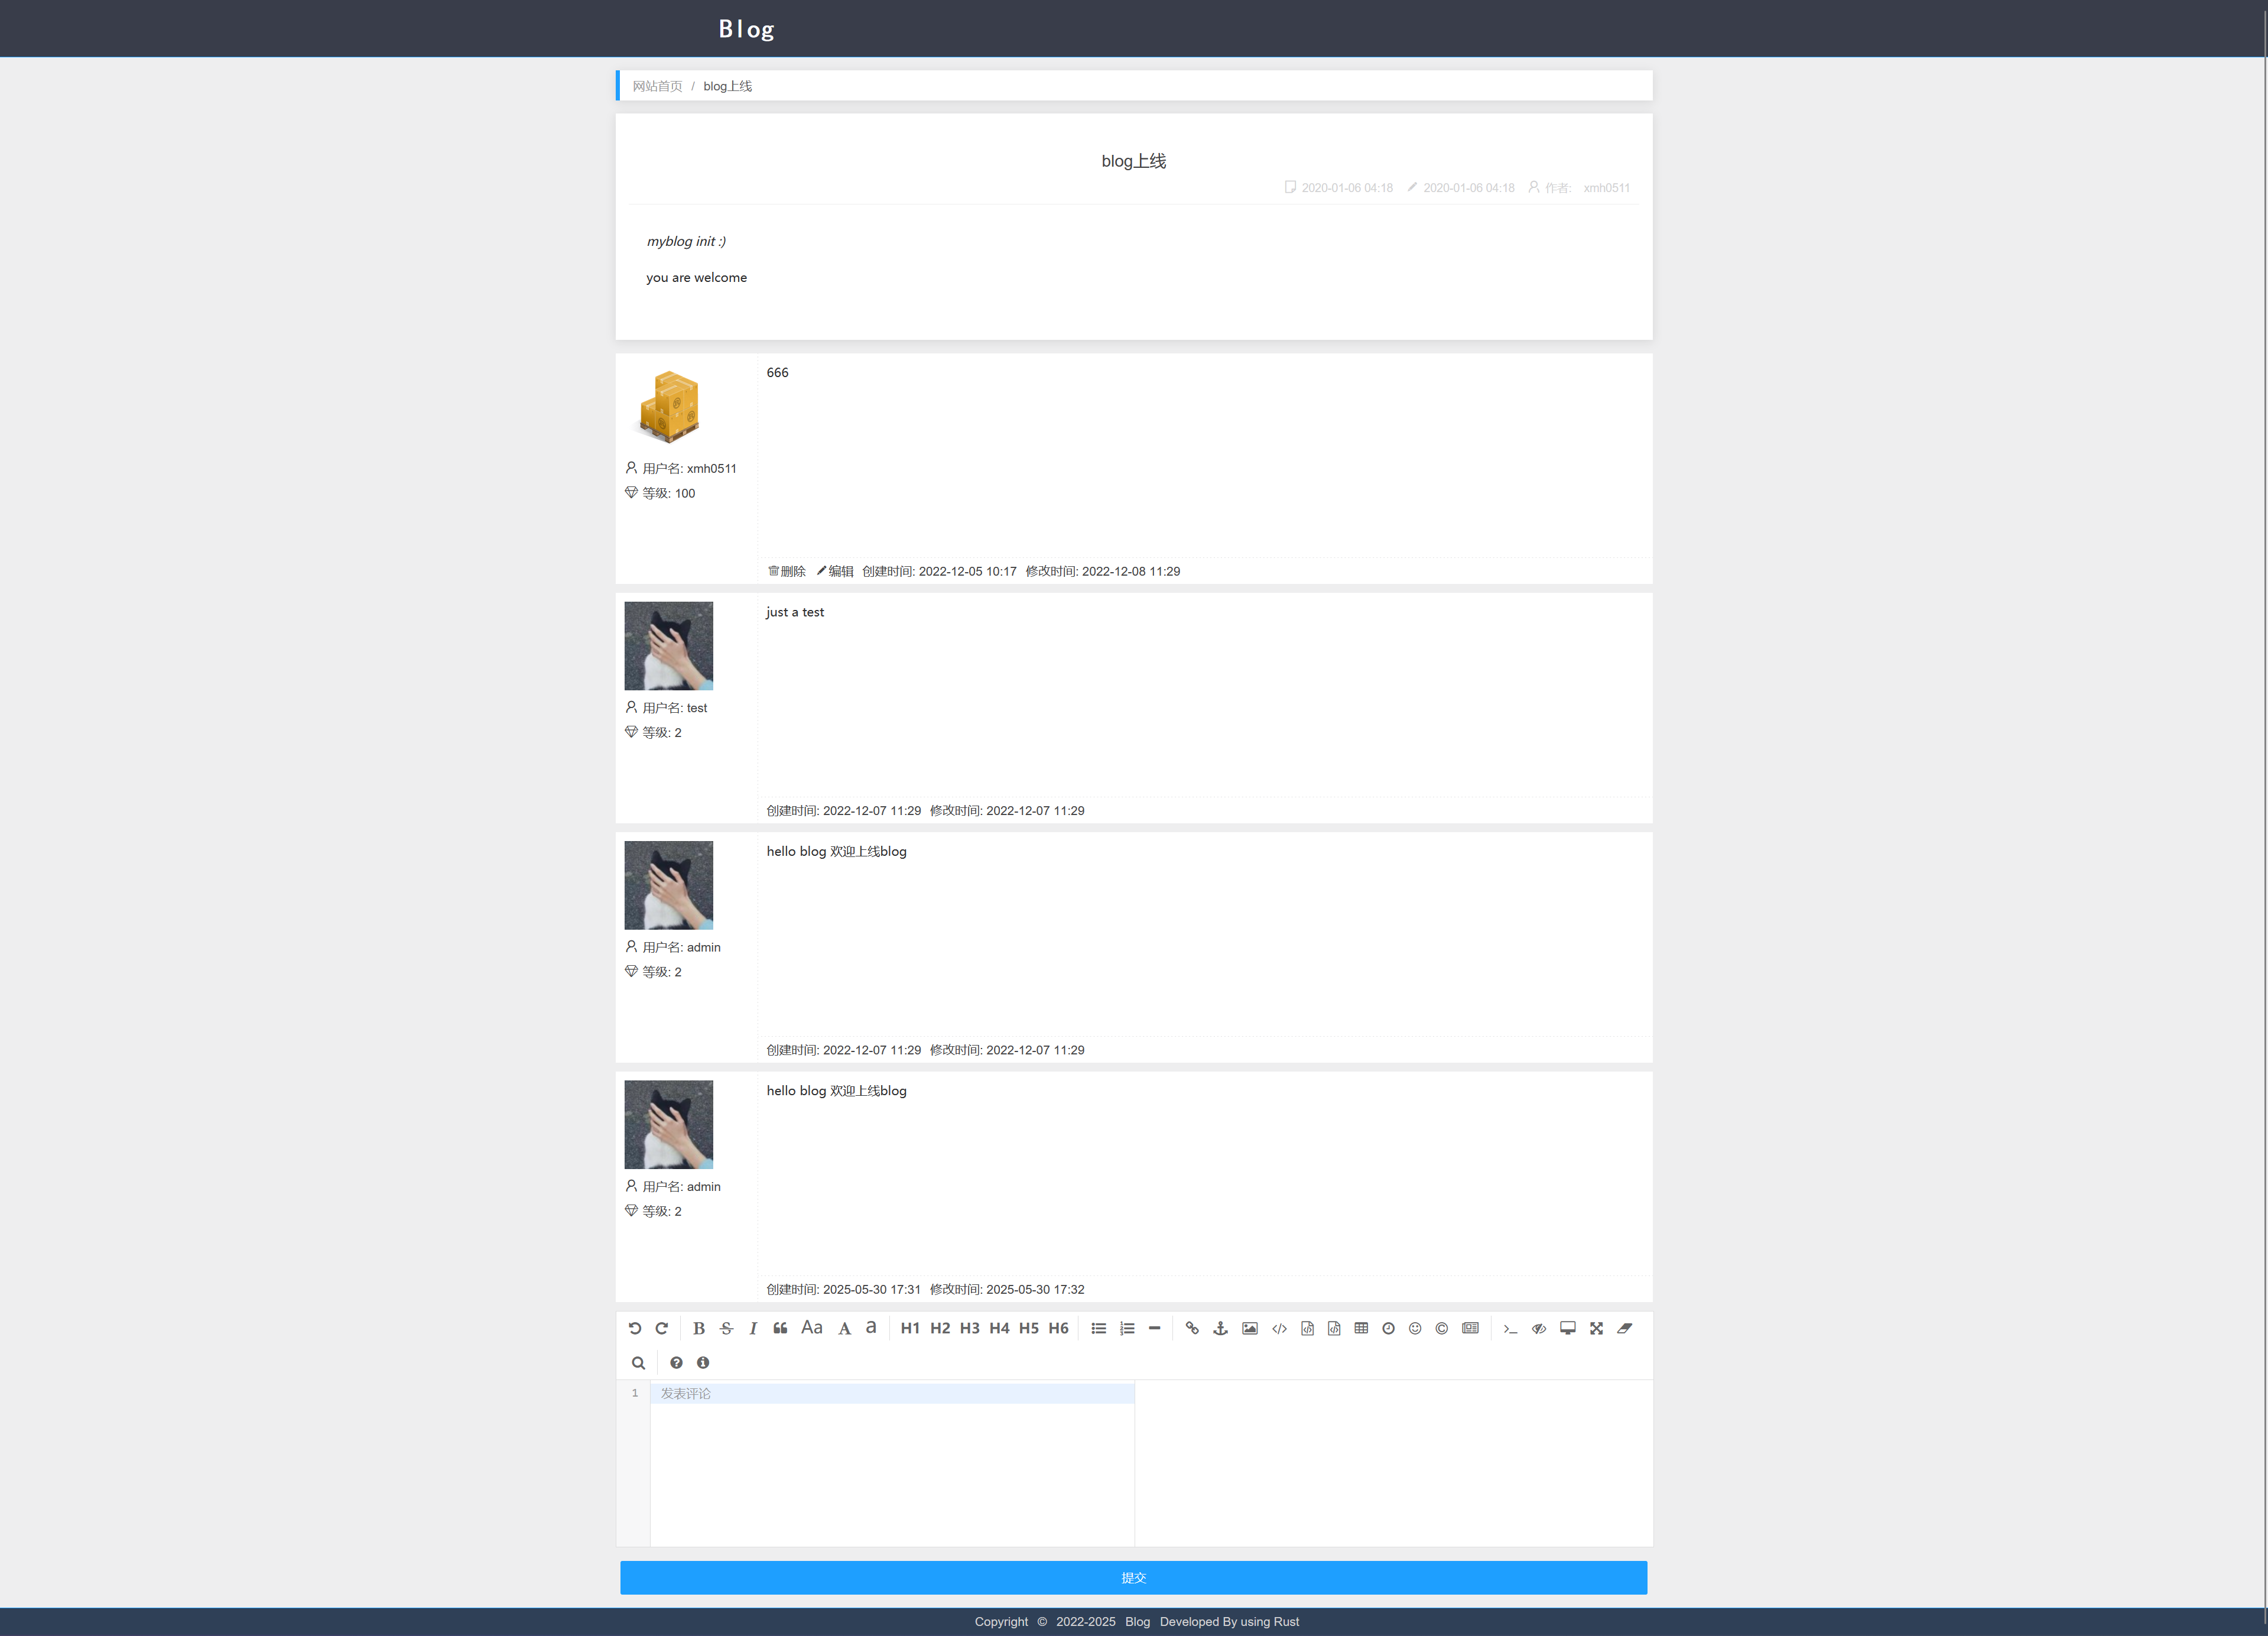 Blog
网站首页 / blog上线
blog上线
2020-01-06 04:18 2020-01-06 04:18 作者: xmh0511
myblog init :)
you are welcome
666
用户名: xmh0511
等级: 100
删除 编辑 创建时间: 2022-12-05 10:17 修改时间: 2022-12-08 11:29
just a test
用户名: test
等级: 2
创建时间: 2022-12-07 11:29 修改时间: 2022-12-07 11:29
hello blog 欢迎上线blog
用户名: admin
等级: 2
创建时间: 2022-12-07 11:29 修改时间: 2022-12-07 11:29
hello blog 欢迎上线blog
用户名: admin
等级: 2
创建时间: 2025-05-30 17:31 修改时间: 2025-05-30 17:32
B S I Aa A a H1 H2 H3 H4 H5 H6
1 发表评论
提交
Copyright © 2022-2025 Blog Developed By using Rust